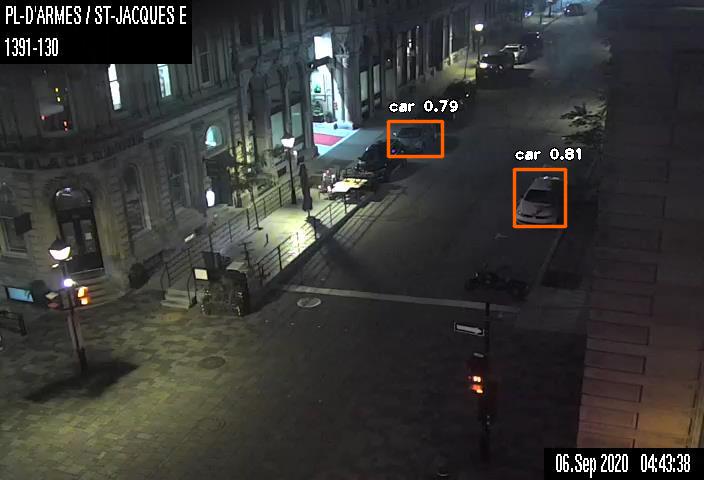 PL-D'ARMES / ST-JACQUES E
1391-130
car 0.79
car 0.81
06.Sep 2020 04:43:38